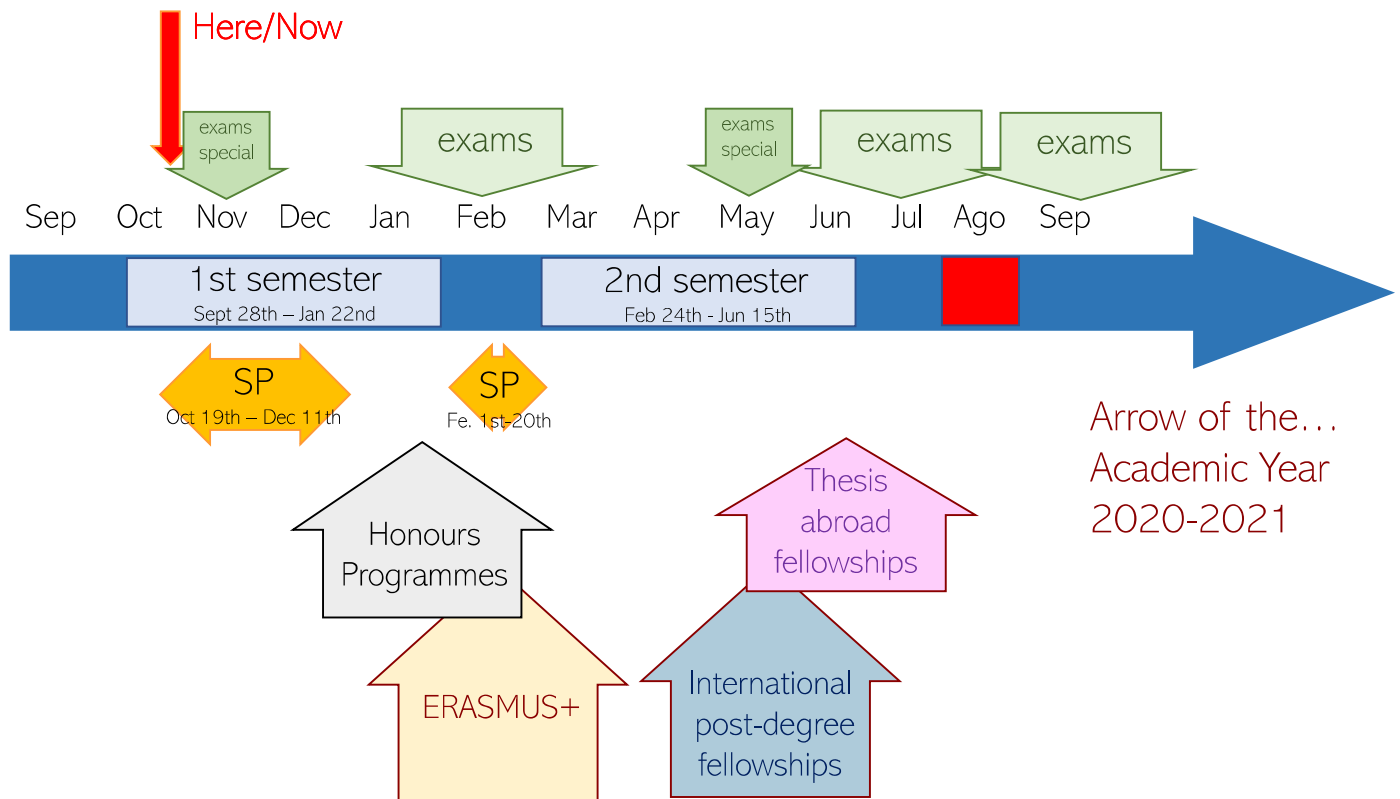 Here/Now
exams
special
exams
exams
special
exams
exams
Sep Oct Nov Dec Jan Feb Mar Apr May Jun Jul Ago Sep
1st semester
Sept 28th – Jan 22nd
2nd semester
Feb 24th - Jun 15th
SP
Oct 19th – Dec 11th
SP
Fe. 1st-20th
Arrow of the...
Academic Year
2020-2021
Honours
Programmes
Thesis
abroad
fellowships
ERASMUS+
International
post-degree
fellowships